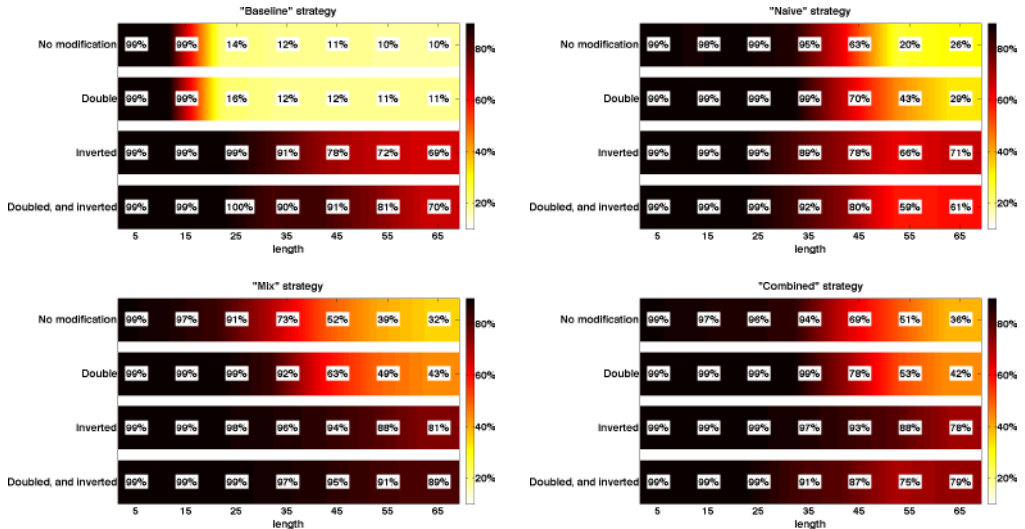 "Baseline" strategy
No modification 99% 99% 14% 12% 11% 10% 10% 80%
Double 99% 99% 16% 12% 12% 11% 11% 60%
Inverted 99% 99% 99% 91% 78% 72% 69% 40%
Doubled, and inverted 99% 99% 100% 90% 91% 81% 70% 20%
5 15 25 35 45 55 65
length
"Naive" strategy
No modification 99% 98% 99% 95% 63% 20% 26% 80%
Double 99% 99% 99% 99% 70% 43% 29% 60%
Inverted 99% 99% 99% 89% 78% 66% 71% 40%
Doubled, and inverted 99% 99% 99% 92% 80% 59% 61% 20%
5 15 25 35 45 55 65
length
"Mix" strategy
No modification 99% 97% 91% 73% 52% 39% 32% 80%
Double 99% 99% 99% 92% 63% 49% 43% 60%
Inverted 99% 99% 98% 96% 94% 88% 81% 40%
Doubled, and inverted 99% 99% 99% 97% 95% 91% 89% 20%
5 15 25 35 45 55 65
length
"Combined" strategy
No modification 99% 97% 96% 94% 69% 51% 36% 80%
Double 99% 99% 99% 99% 78% 53% 42% 60%
Inverted 99% 99% 99% 97% 93% 88% 78% 40%
Doubled, and inverted 99% 99% 99% 91% 87% 75% 79% 20%
5 15 25 35 45 55 65
length